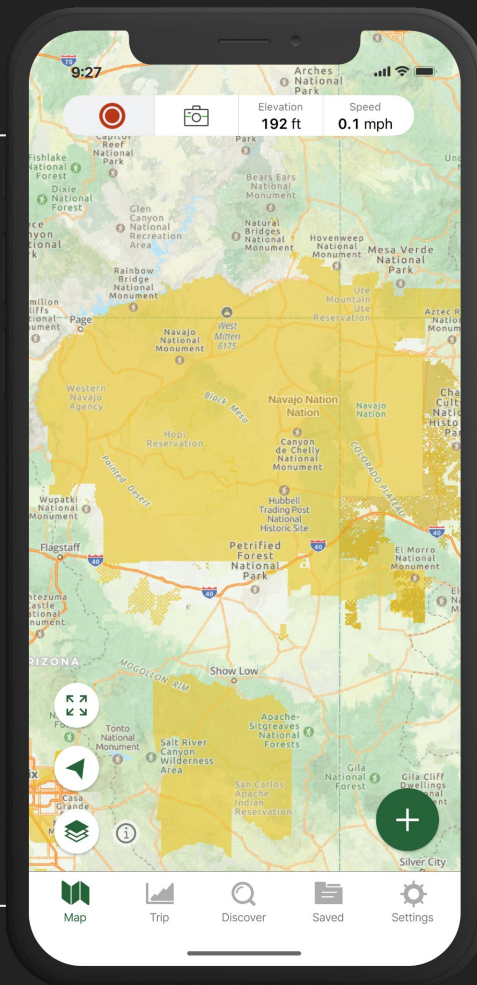 70
9:27
Arches
National
Park
Elevation
192 ft
Speed
0.1 mph
Capitol
Reef
National
Park
Park
Fishlake
National
Forest
Dixie
National
Forest
Bears Ears
National
Monument
Glen
Canyon
National
Recreation
Area
Natural
Bridges
National
Monument
Hovenweep
National
Monument
Mesa Verde
National
Park
Rainbow
Bridge
National
Monument
Ute
Mountain
Ute
Reservation
Page
Navajo
National
Monument
West
Mitten
6175
Western
Navajo
Agency
Black Mesa
Navajo Nation
Nation
Navajo
Nation
Hopi
Reservation
Canyon
de Chelly
National
Monument
COLORADO PLATEAU
Painted Desert
Hubbell
Trading Post
National
Historic Site
Wupatki
National
Monument
Flagstaff
40
Petrified
Forest
National
Park
40
40
40
El Morro
National
Monument
ARIZONA
MOGOLLON RIM
Show Low
Tonto
National
Monument
Salt River
Canyon
Wilderness
Area
Apache-
Sitgreaves
National
Forests
Gila
National
Forest
Gila Cliff
Dwellings
San Carlos
Apache
Indian
Reservation
Casa
Grande
Silver City
Map
Trip
Discover
Saved
Settings